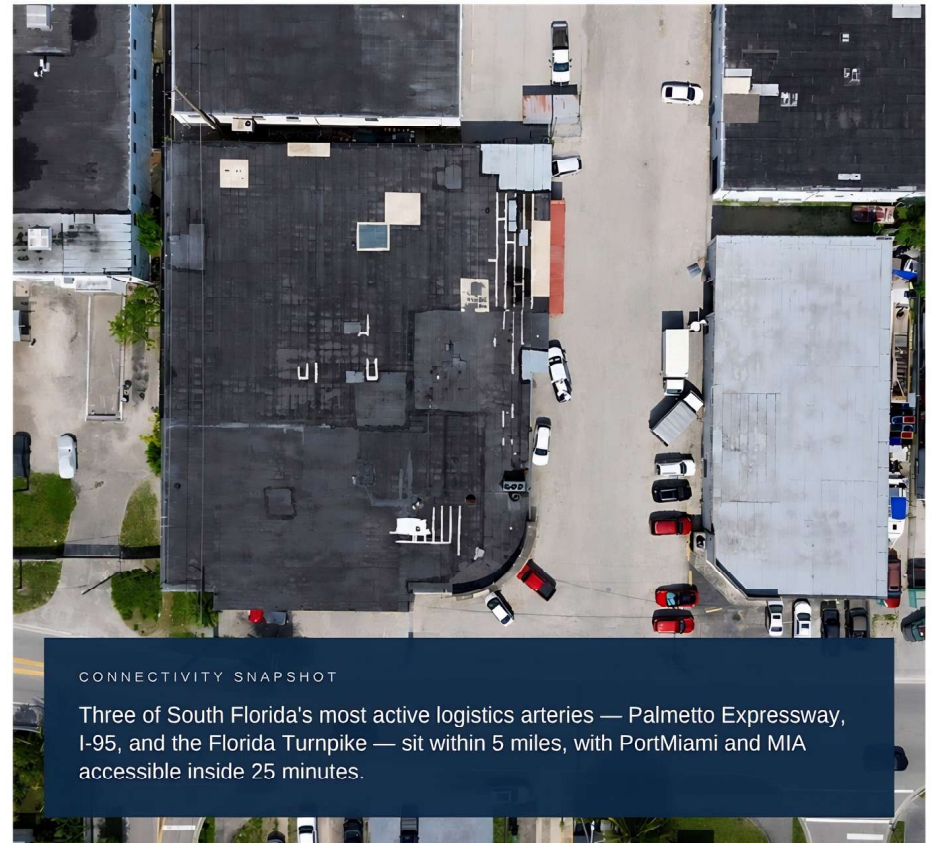 CONNECTIVITY SNAPSHOT
Three of South Florida's most active logistics arteries — Palmetto Expressway,
I-95, and the Florida Turnpike — sit within 5 miles, with PortMiami and MIA
accessible inside 25 minutes.